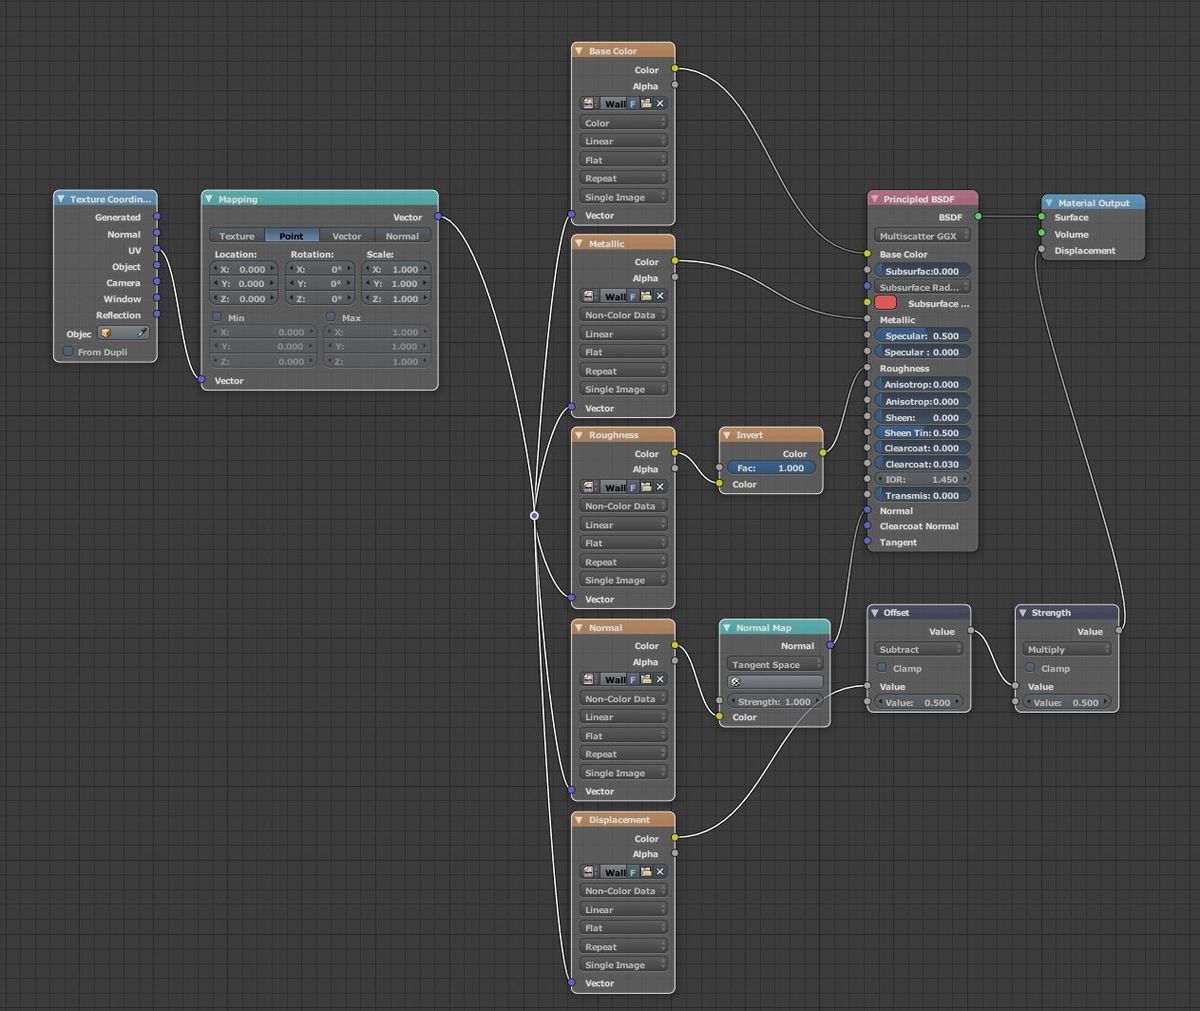 Texture Coordin...
Generated
Normal
UV
Object
Camera
Window
Reflection
Objec
From Dupli
Mapping
Vector
Texture Point Vector Normal
Location: Rotation: Scale:
X: 0.000 X: 0° X: 1.000
Y: 0.000 Y: 0° Y: 1.000
Z: 0.000 Z: 0° Z: 1.000
Min Max
X: 0.000 X: 1.000
Y: 0.000 Y: 1.000
Z: 0.000 Z: 1.000
Vector
Base Color
Color
Alpha
Wall F
Color
Linear
Flat
Repeat
Single Image
Vector
Metallic
Color
Alpha
Wall F
Non-Color Data
Linear
Flat
Repeat
Single Image
Vector
Roughness
Color
Alpha
Wall F
Non-Color Data
Linear
Flat
Repeat
Single Image
Vector
Normal
Color
Alpha
Wall F
Non-Color Data
Linear
Flat
Repeat
Single Image
Vector
Displacement
Color
Alpha
Wall F
Non-Color Data
Linear
Flat
Repeat
Single Image
Vector
Invert
Color
Fac: 1.000
Color
Normal Map
Normal
Tangent Space
Strength: 1.000
Color
Principled BSDF
BSDF
Multiscatter GGX
Base Color
Subsurfac:0.000
Subsurface Rad...
Subsurface ...
Metallic
Specular: 0.500
Specular : 0.000
Roughness
Anisotrop:0.000
Anisotrop:0.000
Sheen: 0.000
Sheen Tin:0.500
Clearcoat:0.000
Clearcoat:0.030
IOR: 1.450
Transmis:0.000
Normal
Clearcoat Normal
Tangent
Material Output
Surface
Volume
Displacement
Offset
Value
Subtract
Clamp
Value
Value: 0.500
Strength
Value
Multiply
Clamp
Value
Value: 0.500